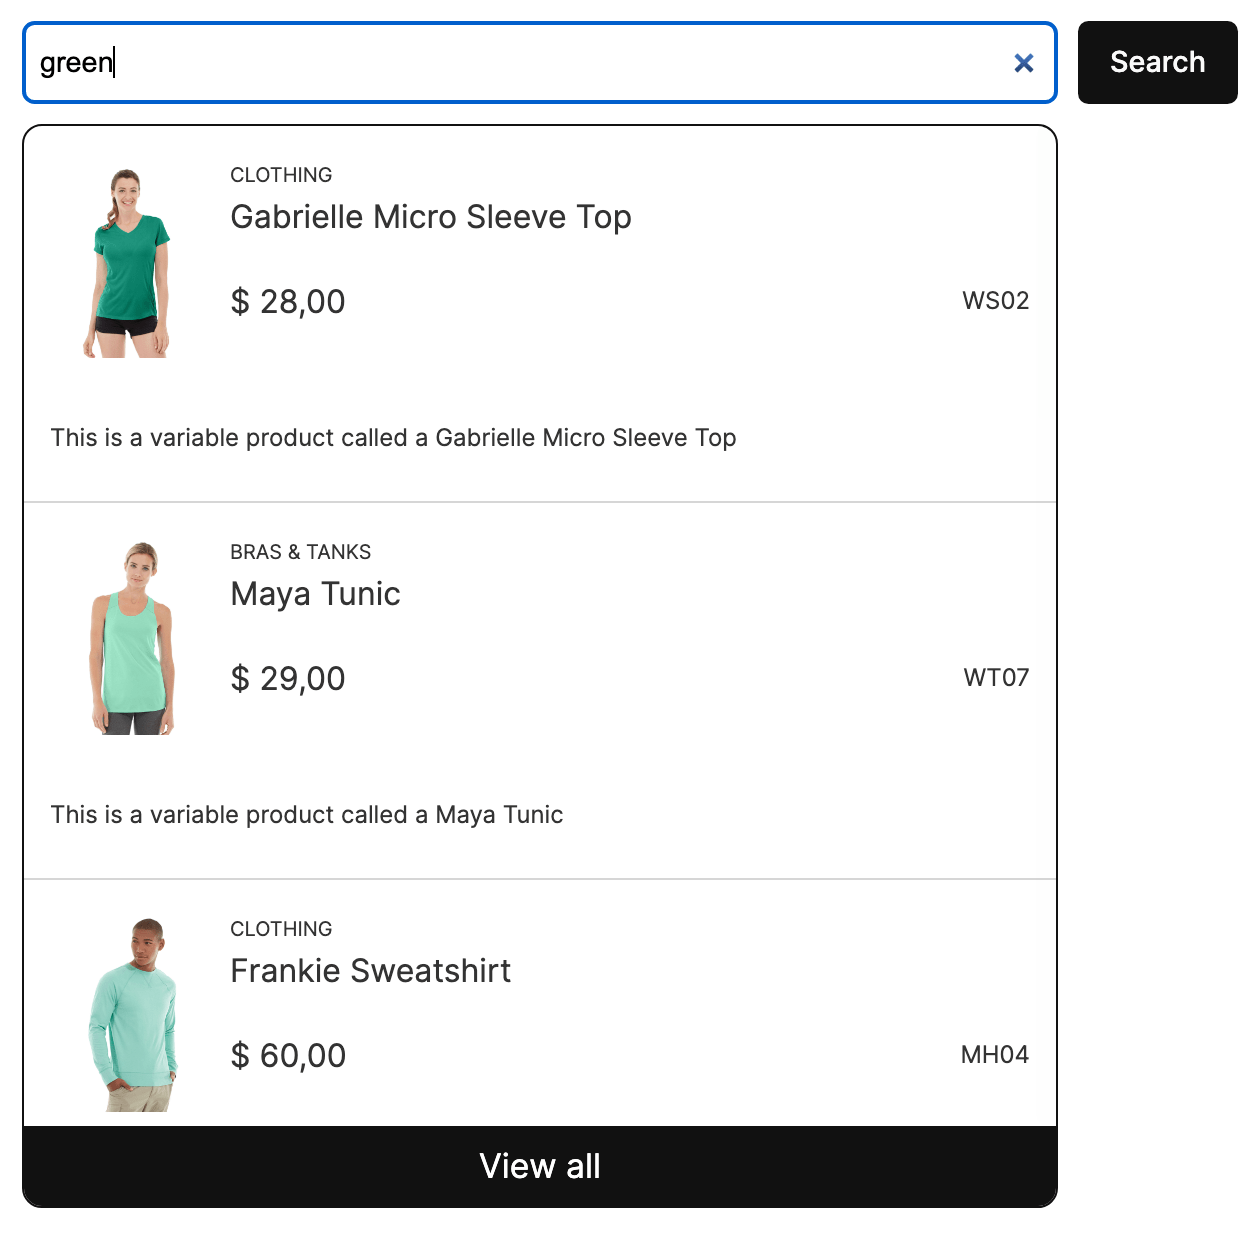 green
Search
CLOTHING
Gabrielle Micro Sleeve Top
$ 28,00
WS02
This is a variable product called a Gabrielle Micro Sleeve Top
BRAS & TANKS
Maya Tunic
$ 29,00
WT07
This is a variable product called a Maya Tunic
CLOTHING
Frankie Sweatshirt
$ 60,00
MH04
View all